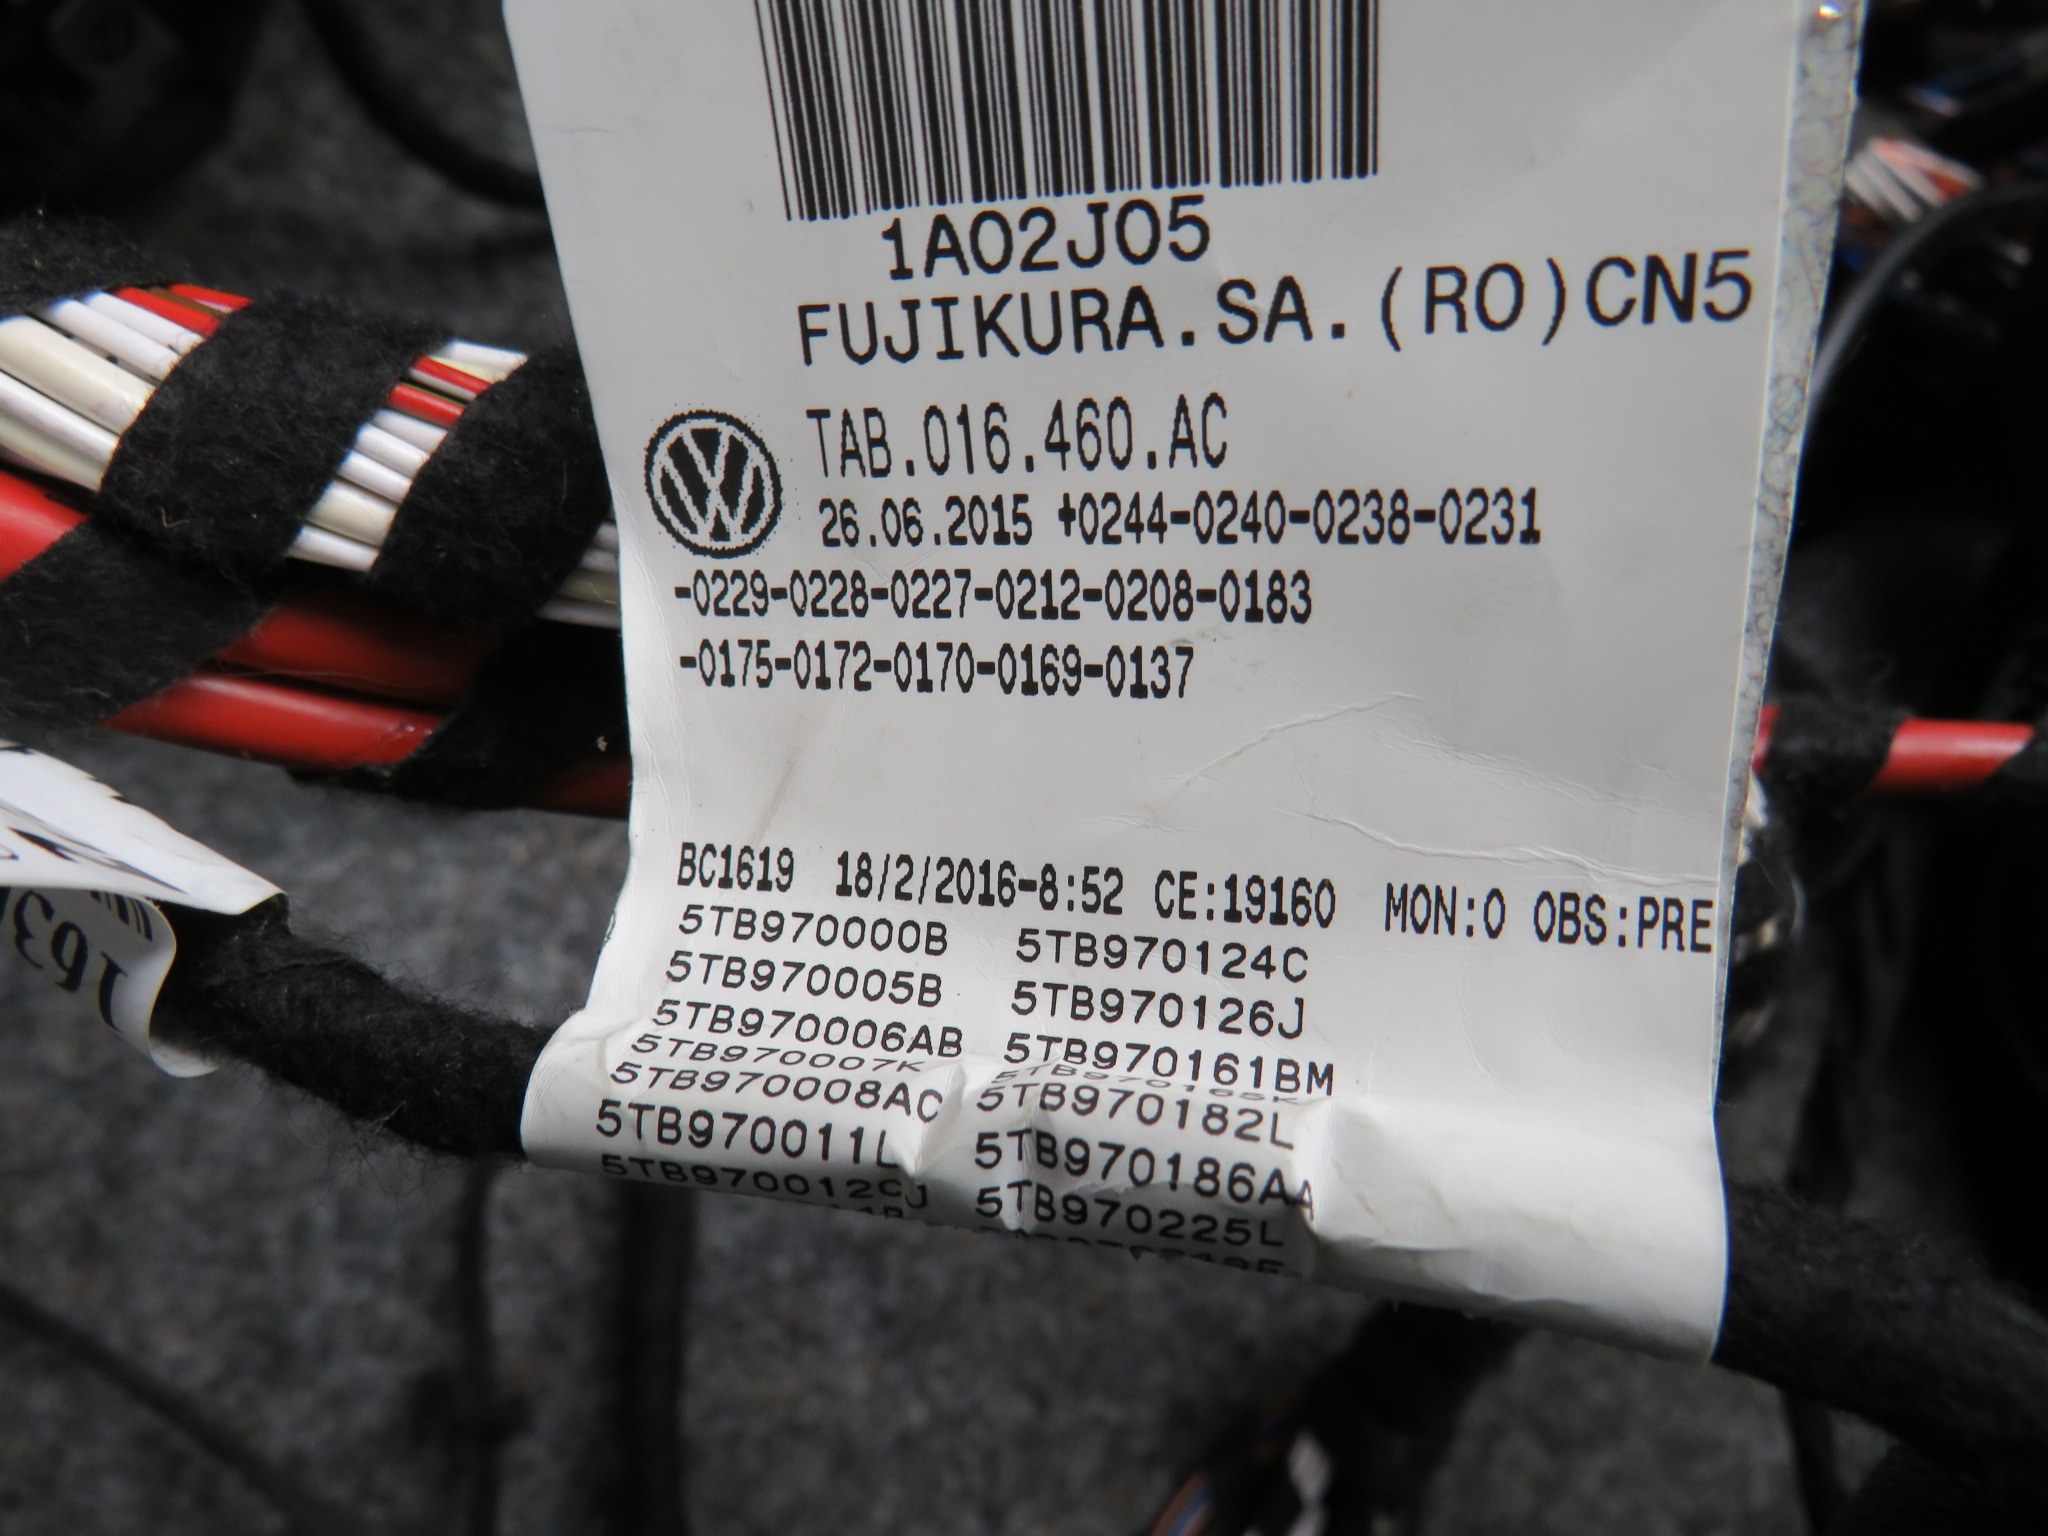 1A02J05
FUJIKURA.SA.(RO)CN5
TAB.016.460.AC
26.06.2015 +0244-0240-0238-0231
-0229-0228-0227-0212-0208-0183
-0175-0172-0170-0169-0137
BC1619 18/2/2016-8:52 CE:19160 MON:0 OBS:PRE
5TB970000B 5TB970124C
5TB970005B 5TB970126J
5TB970006AB 5TB970161BM
5TB970007K
5TB970008AC 5TB970182L
5TB970011L 5TB970186AA
5TB970012CJ 5TB970225L